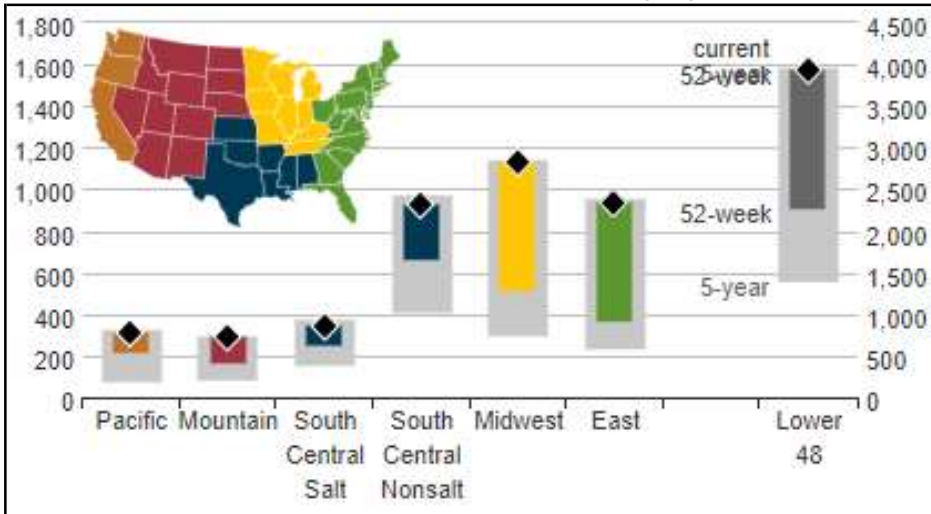 1,800
1,600
1,400
1,200
1,000
800
600
400
200
0
4,500
4,000
3,500
3,000
2,500
2,000
1,500
1,000
500
0
current
52-week
5-year
52-week
5-year
Pacific
Mountain
South
Central
Salt
South
Central
Nonsalt
Midwest
East
Lower
48